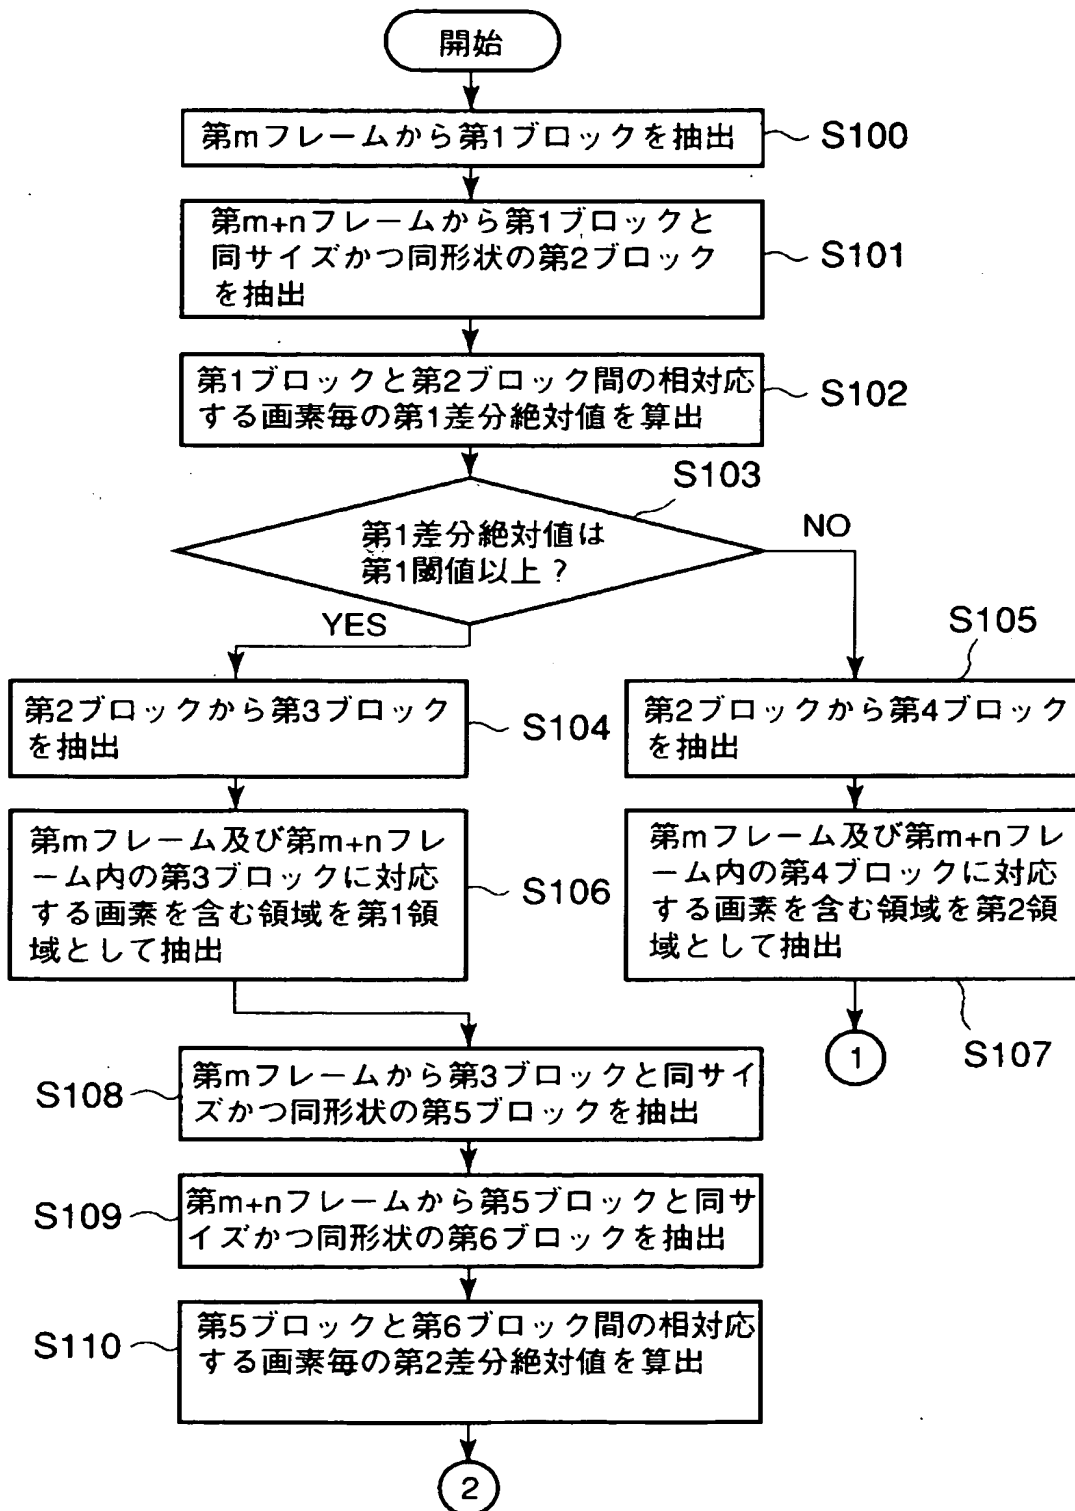 開始
第mフレームから第1ブロックを抽出
S100
第m+nフレームから第1ブロックと
同サイズかつ同形状の第2ブロック
を抽出
S101
第1ブロックと第2ブロック間の相対応
する画素毎の第1差分絶対値を算出
S102
S103
第1差分絶対値は
第1閾値以上?
NO
YES
第2ブロックから第3ブロック
を抽出
S104
S105
第2ブロックから第4ブロック
を抽出
第mフレーム及び第m+nフレ
ーム内の第3ブロックに対応
する画素を含む領域を第1領
域として抽出
S106
第mフレーム及び第m+nフレ
ーム内の第4ブロックに対応
する画素を含む領域を第2領
域として抽出
S107
1
S108
第mフレームから第3ブロックと同サイ
ズかつ同形状の第5ブロックを抽出
S109
第m+nフレームから第5ブロックと同サ
イズかつ同形状の第6ブロックを抽出
S110
第5ブロックと第6ブロック間の相対応
する画素毎の第2差分絶対値を算出
2